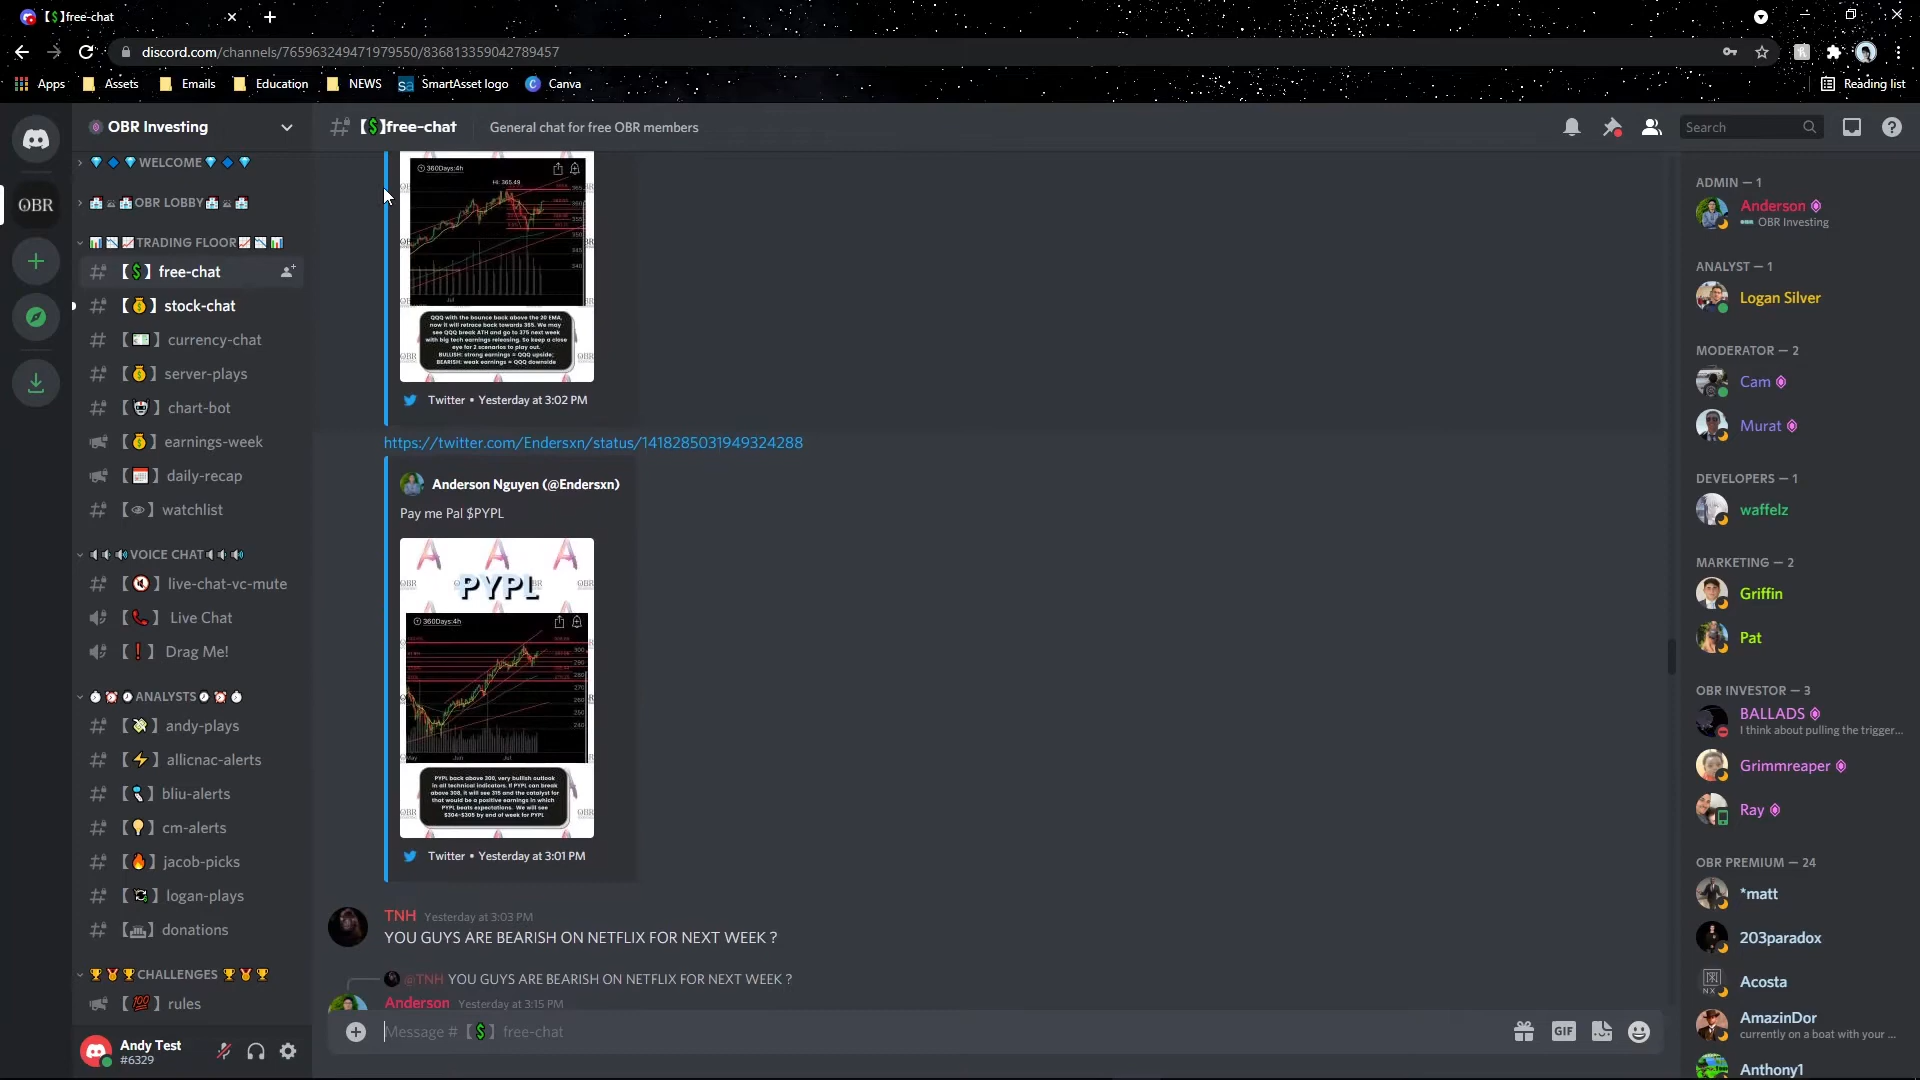 【$】free-chat
discord.com/channels/765963249471979550/836813359042789457
Apps
Assets
Emails
Education
NEWS
sa
SmartAsset logo
C
Canva
Reading list
OBR Investing
【$】free-chat
General chat for free OBR members
Search
OBR
WELCOME
OBR LOBBY
TRADING FLOOR
【$】 free-chat
【💰】 stock-chat
【💵】 currency-chat
【💰】 server-plays
【🤖】 chart-bot
【💰】 earnings-week
【📅】 daily-recap
【👁】 watchlist
VOICE CHAT
【🔇】 live-chat-vc-mute
【📞】 Live Chat
【❗】 Drag Me!
ANALYSTS
【💸】 andy-plays
【⚡】 allicnac-alerts
bliu-alerts
【💡】 cm-alerts
【🔥】 jacob-picks
logan-plays
donations
CHALLENGES
【💯】 rules
Andy Test
#6329
360Days:4h
Hi: 365.49
Jul
QQQ with the bounce back above the 20 EMA,
now it will retrace back towards 365. We may
see QQQ break ATH and go to 375 next week
with big tech earnings releasing. So keep a close
eye for 2 scenarios to play out.
BULLISH: strong earnings = QQQ upside;
BEARISH: weak earnings = QQQ downside
Twitter • Yesterday at 3:02 PM
https://twitter.com/Endersxn/status/1418285031949324288
Anderson Nguyen (@Endersxn)
Pay me Pal $PYPL
PYPL
360Days:4h
300
290
280
270
260
250
240
May
Jun
Jul
PYPL back above 300, very bullish outlook
in all technical indicators. If PYPL can break
above 308, it will see 315 and the catalyst for
that would be a positive earnings in which
PYPL beats expectations. We will see
$304-$305 by end of week for PYPL
Twitter • Yesterday at 3:01 PM
TNH Yesterday at 3:03 PM
YOU GUYS ARE BEARISH ON NETFLIX FOR NEXT WEEK ?
@TNH YOU GUYS ARE BEARISH ON NETFLIX FOR NEXT WEEK ?
Anderson Yesterday at 3:15 PM
Message #【$】 free-chat
GIF
ADMIN — 1
Anderson
OBR Investing
ANALYST — 1
Logan Silver
MODERATOR — 2
Cam
Murat
DEVELOPERS — 1
waffelz
MARKETING — 2
Griffin
Pat
OBR INVESTOR — 3
BALLADS
I think about pulling the trigger...
Grimmreaper
Ray
OBR PREMIUM — 24
*matt
203paradox
Acosta
AmazinDor
currently on a boat with your ...
Anthony1